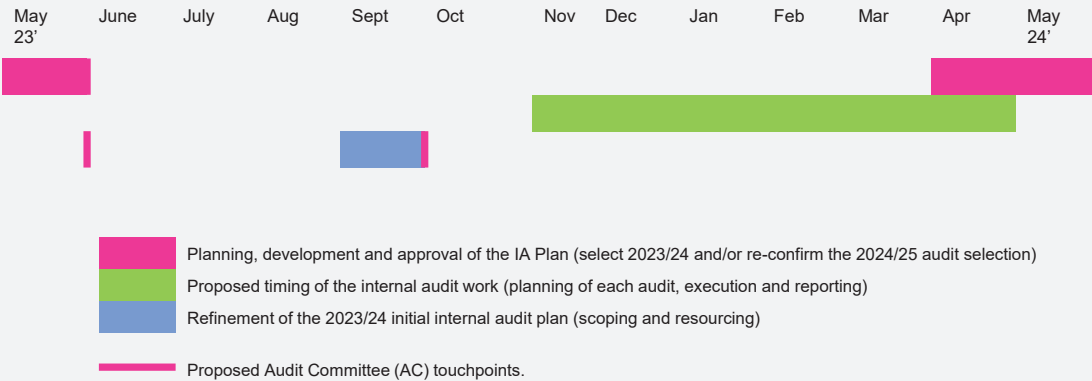 May June July Aug Sept Oct Nov Dec Jan Feb Mar Apr May
23’ 24’
Planning, development and approval of the IA Plan (select 2023/24 and/or re-confirm the 2024/25 audit selection)
Proposed timing of the internal audit work (planning of each audit, execution and reporting)
Refinement of the 2023/24 initial internal audit plan (scoping and resourcing)
Proposed Audit Committee (AC) touchpoints.